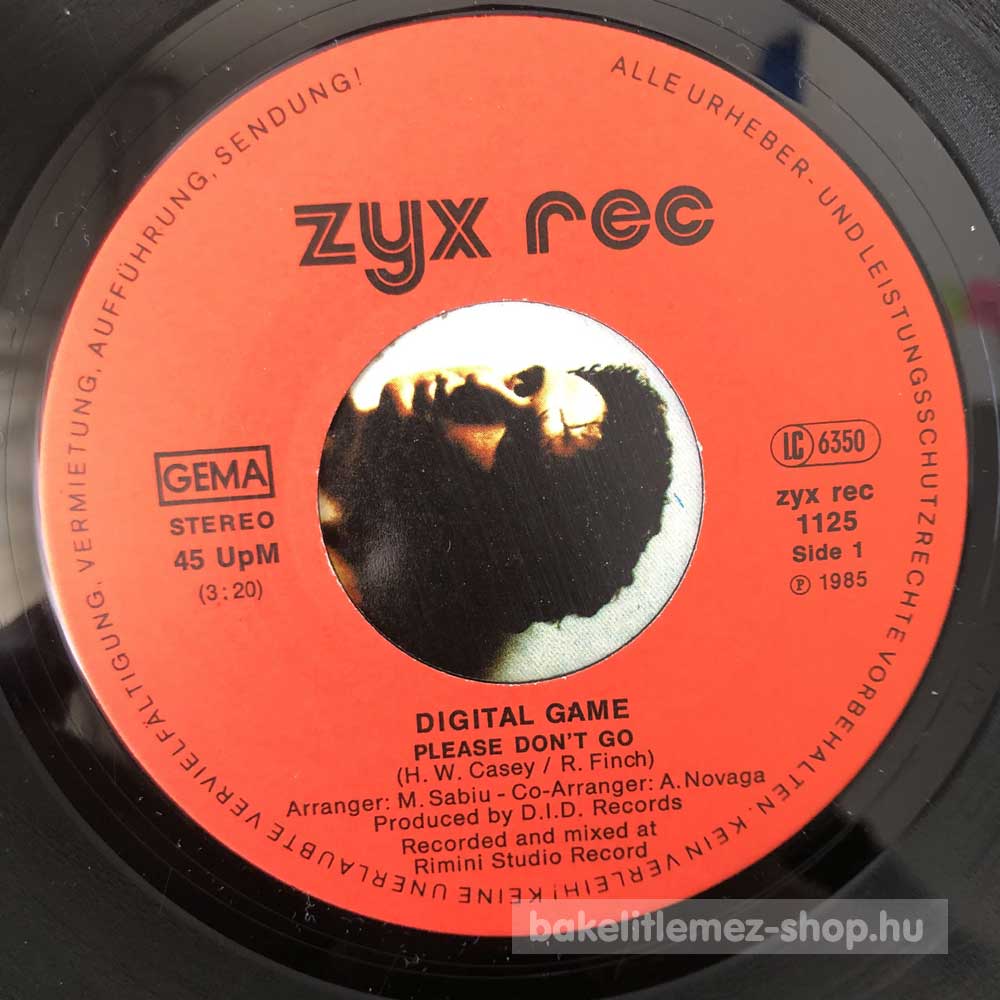 ALLE URHEBER- UND LEISTUNGSSCHUTZRECHTE VORBEHALTEN. KEIN VERLEIH! KEINE UNERLAUBTE VERVIELFÄLTIGUNG, VERMIETUNG, AUFFÜHRUNG, SENDUNG!
zyx rec
GEMA
STEREO
45 UpM
(3:20)
LC 6350
zyx rec
1125
Side 1
Ⓟ 1985
DIGITAL GAME
PLEASE DON'T GO
(H. W. Casey / R. Finch)
Arranger: M. Sabiu - Co-Arranger: A. Novaga
Produced by D.I.D. Records
Recorded and mixed at
Rimini Studio Record
bakelitlemez-shop.hu